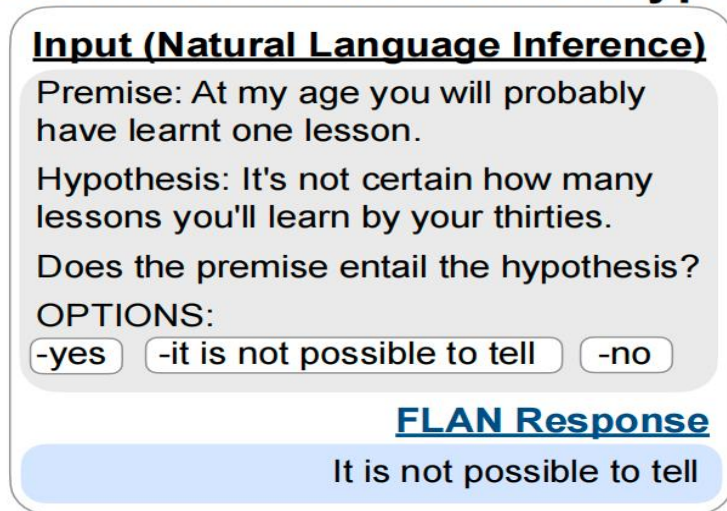 Input (Natural Language Inference)
Premise: At my age you will probably
have learnt one lesson.
Hypothesis: It's not certain how many
lessons you'll learn by your thirties.
Does the premise entail the hypothesis?
OPTIONS:
-yes -it is not possible to tell -no
FLAN Response
It is not possible to tell